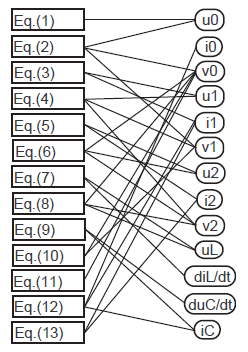 Eq.(1) u0
Eq.(2) i0
Eq.(3) v0
Eq.(4) u1
Eq.(5) i1
Eq.(6) v1
Eq.(7) u2
Eq.(8) i2
Eq.(9) v2
Eq.(10) uL
Eq.(11) diL/dt
Eq.(12) duC/dt
Eq.(13) iC